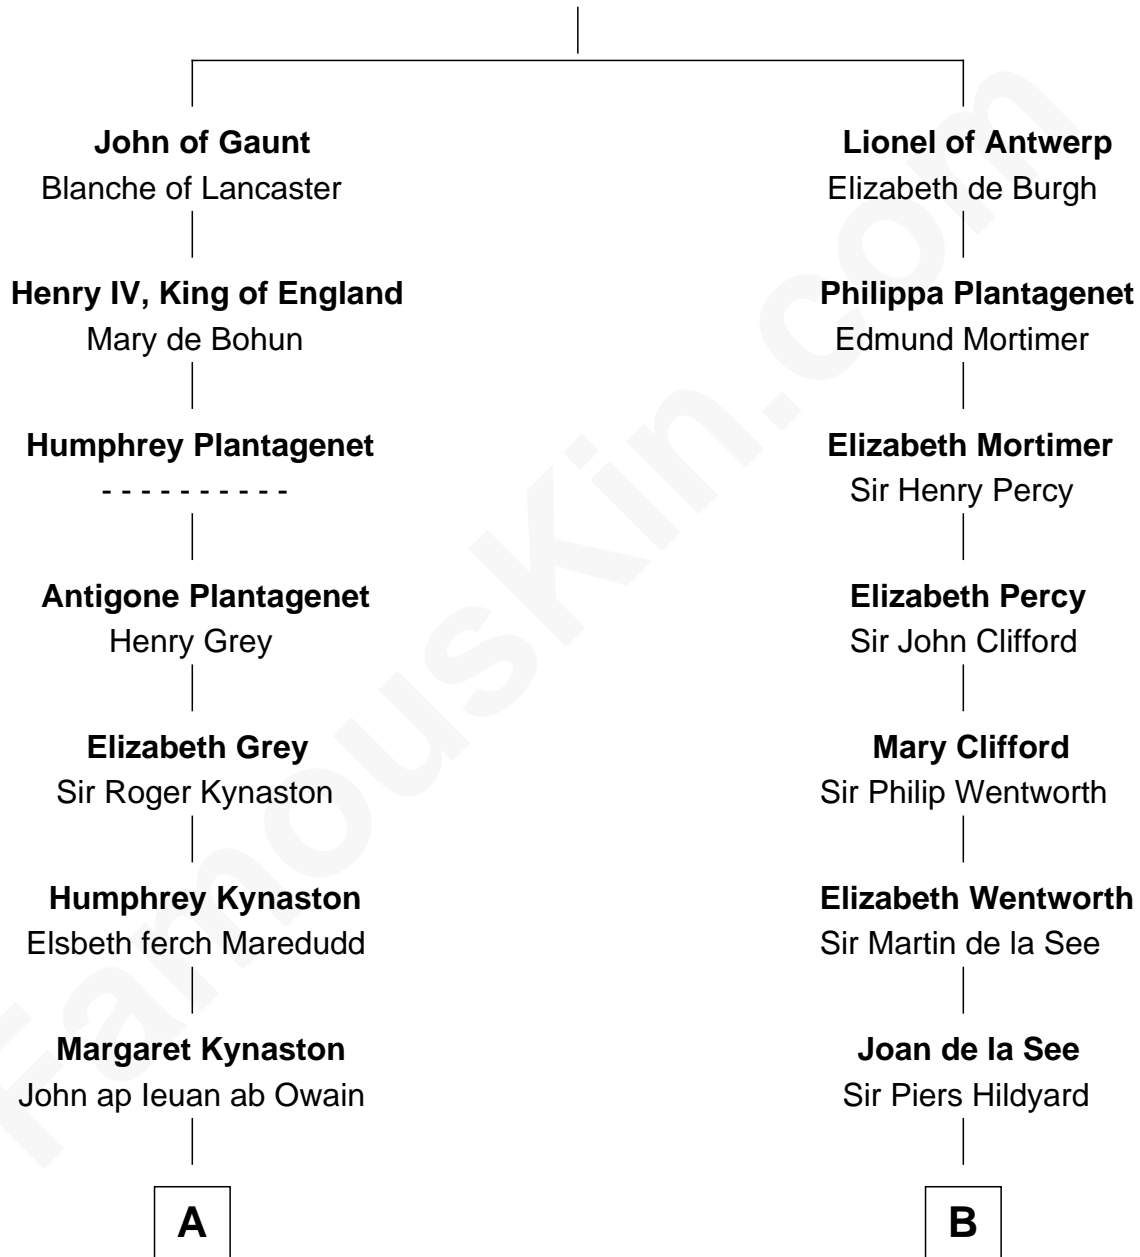 John of Gaunt
Blanche of Lancaster
Henry IV, King of England
Mary de Bohun
Humphrey Plantagenet
- - - - - - - - - -
Antigone Plantagenet
Henry Grey
Elizabeth Grey
Sir Roger Kynaston
Humphrey Kynaston
Elsbeth ferch Maredudd
Margaret Kynaston
John ap Ieuan ab Owain
A
Lionel of Antwerp
Elizabeth de Burgh
Philippa Plantagenet
Edmund Mortimer
Elizabeth Mortimer
Sir Henry Percy
Elizabeth Percy
Sir John Clifford
Mary Clifford
Sir Philip Wentworth
Elizabeth Wentworth
Sir Martin de la See
Joan de la See
Sir Piers Hildyard
B
FamousKin.com